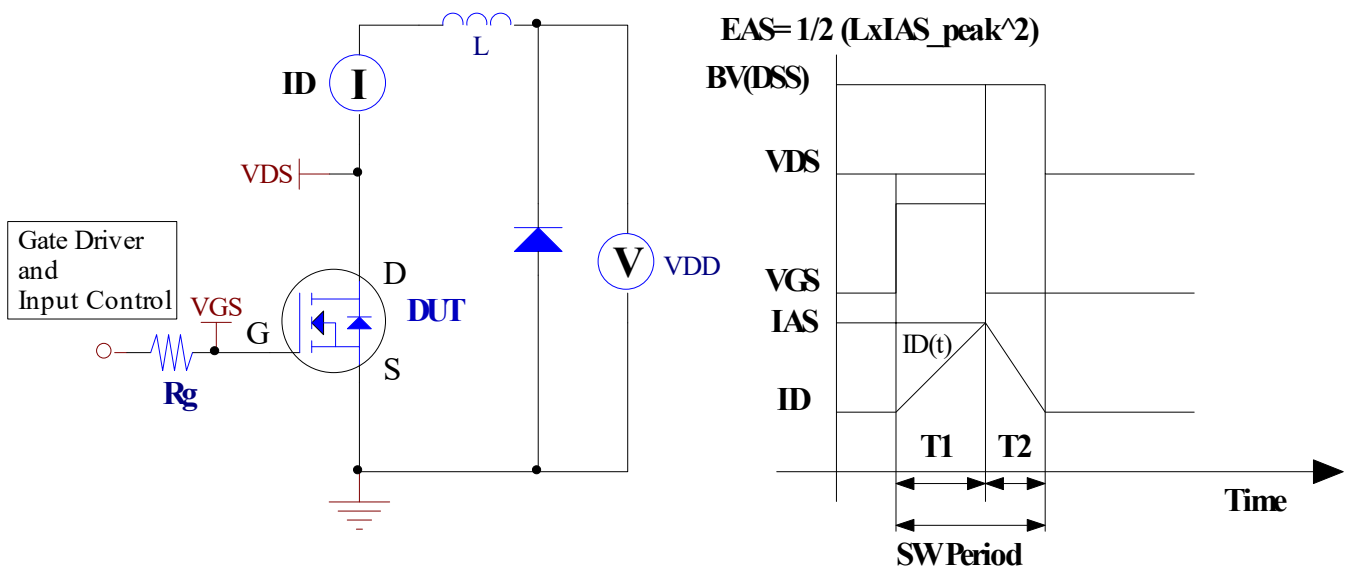 L
ID
I
VDS
Gate Driver
and
Input Control
VGS
G
D
DUT
S
Rg
V
VDD
EAS= 1/2 (LxIAS_peak^2)
BV(DSS)
VDS
VGS
IAS
ID(t)
ID
T1
T2
Time
SW Period